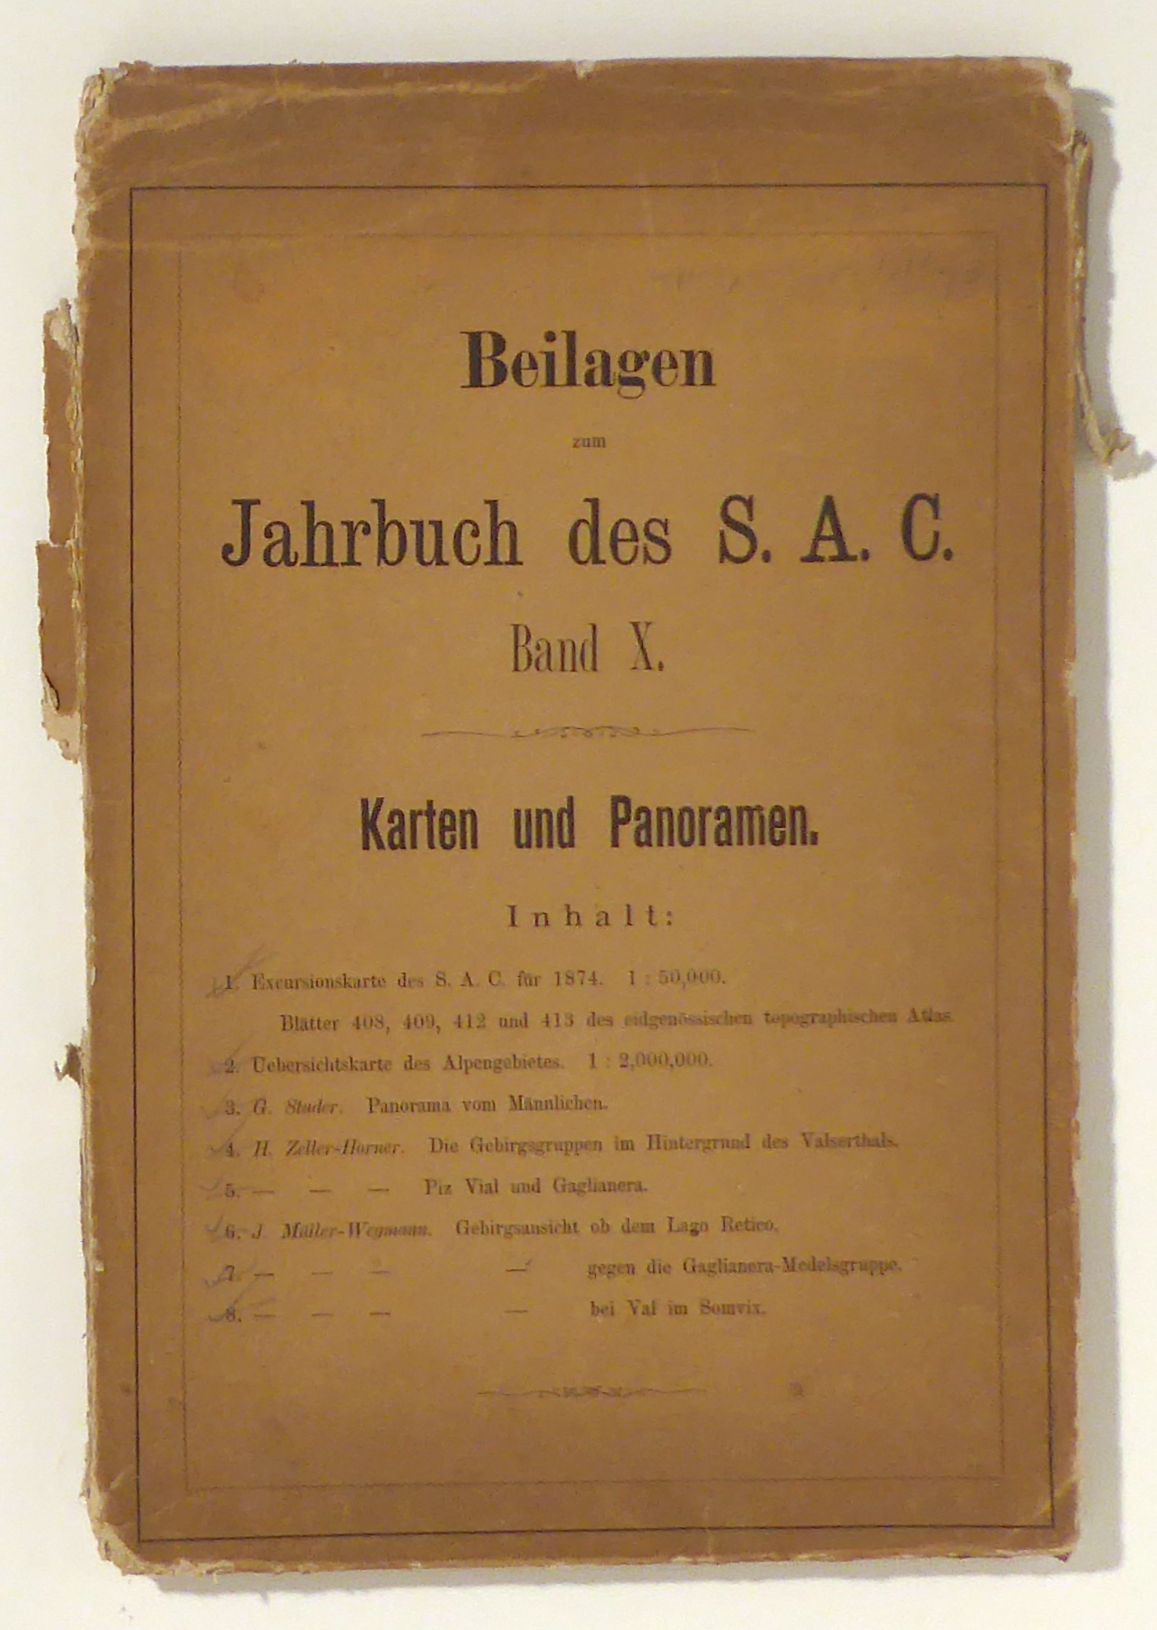 Beilagen
zum
Jahrbuch des S. A. C.
Band X.
Karten und Panoramen.
Inhalt:
1. Excursionskarte des S. A. C. für 1874. 1 : 50,000.
Blätter 408, 409, 412 und 413 des eidgenössischen topographischen Atlas.
2. Uebersichtskarte des Alpengebietes. 1 : 2,000,000.
3. G. Studer. Panorama vom Männlichen.
4. H. Zeller-Horner. Die Gebirgsgruppen im Hintergrund des Valserthals.
5. — — — Piz Vial und Gaglianera.
6. J. Müller-Wegmann. Gebirgsansicht ob dem Lago Retico.
7. — — — — gegen die Gaglianera-Medelsgruppe.
8. — — — — bei Val im Somvix.